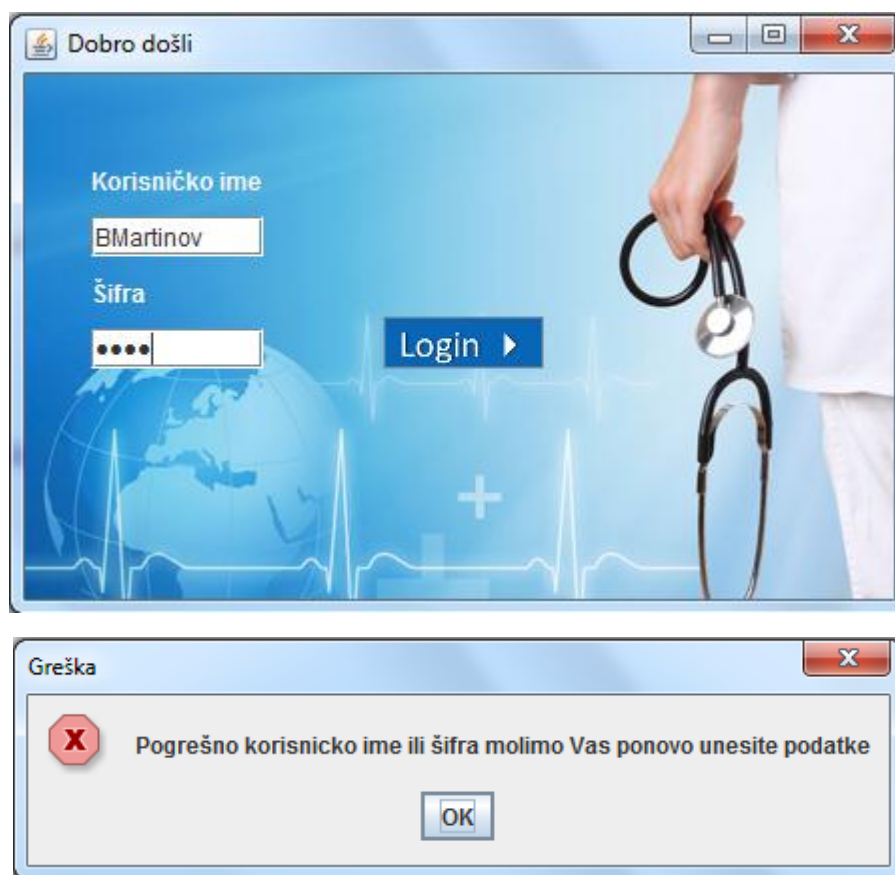 Dobro došli
Korisničko ime
BMartinov
Šifra
••••
Login
Greška
Pogrešno korisnicko ime ili šifra molimo Vas ponovo unesite podatke
OK